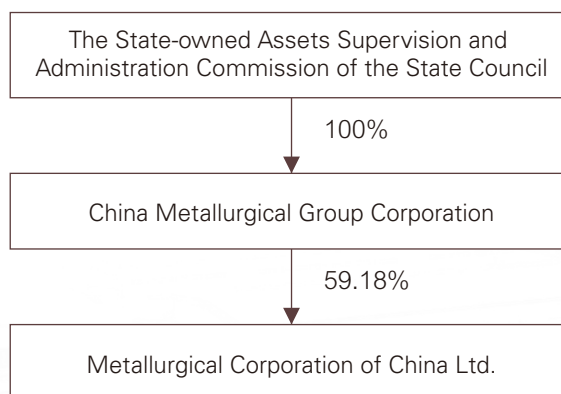 The State-owned Assets Supervision and
Administration Commission of the State Council
100%
China Metallurgical Group Corporation
59.18%
Metallurgical Corporation of China Ltd.